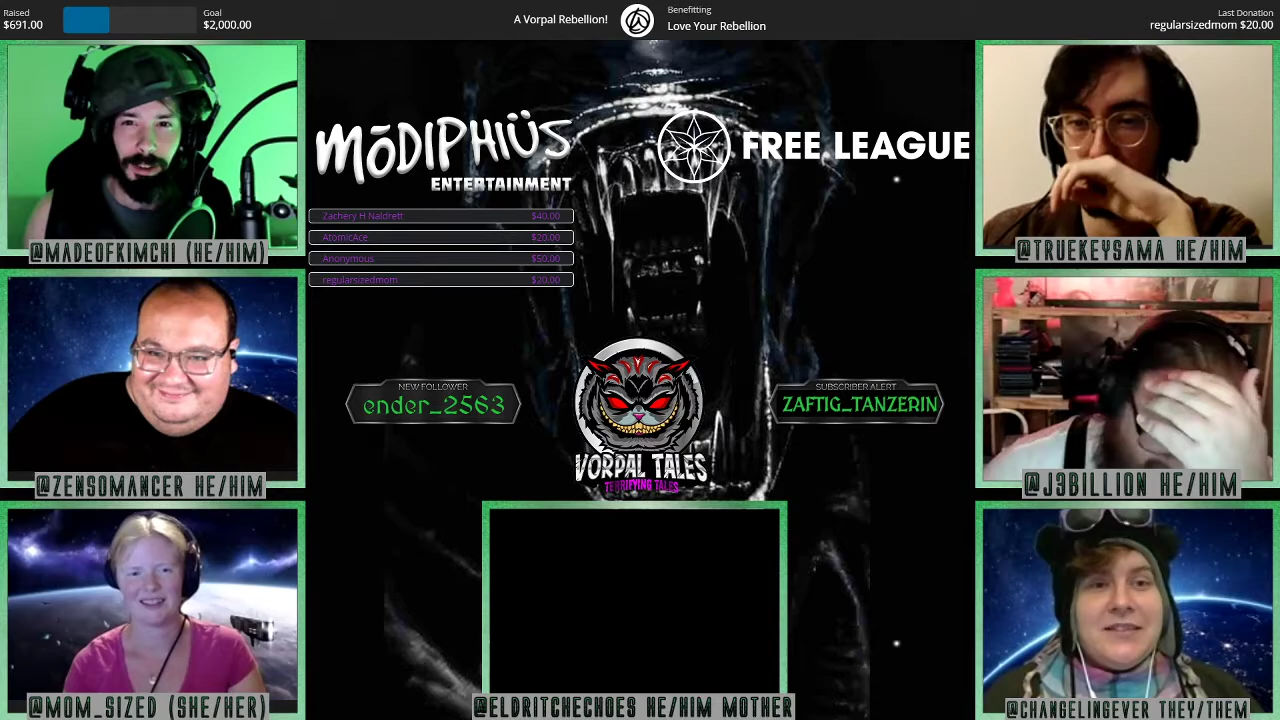 Raised
$691.00
Goal
$2,000.00
A Vorpal Rebellion!
Benefitting
Love Your Rebellion
Last Donation
regularsizedmom $20.00
MŌDIPHIÜS
ENTERTAINMENT
FREE LEAGUE
Zachery H Naldrett $40.00
AtomicAce $20.00
Anonymous $50.00
regularsizedmom $20.00
@MADEOFKIMCHI (HE/HIM)
@TRUEKEYSAMA HE/HIM
NEW FOLLOWER
ender_2563
SUBSCRIBER ALERT
ZAFTIG_TANZERIN
VORPAL TALES
TERRIFYING TALES
@ZENSOMANCER HE/HIM
@J3BILLION HE/HIM
@MOM_SIZED (SHE/HER)
@ELDRITCHECHOES HE/HIM MOTHER
@CHANGELINGEVER THEY/THEM